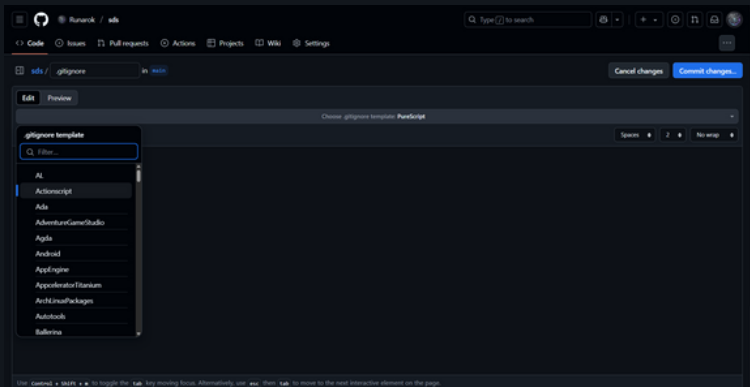 Runarok / sds
Type / to search
Code Issues Pull requests Actions Projects Wiki Settings
sds / .gitignore in main
Cancel changes Commit changes...
Edit Preview
Choose .gitignore template: PureScript
.gitignore template
Spaces 2 No wrap
Filter...
AL
Actionscript
Ada
AdventureGameStudio
Agda
Android
AppEngine
AppceleratorTitanium
ArchLinuxPackages
Autotools
Ballerina
Use Control + Shift + m to toggle the tab key moving focus. Alternatively, use esc then tab to move to the next interactive element on the page.